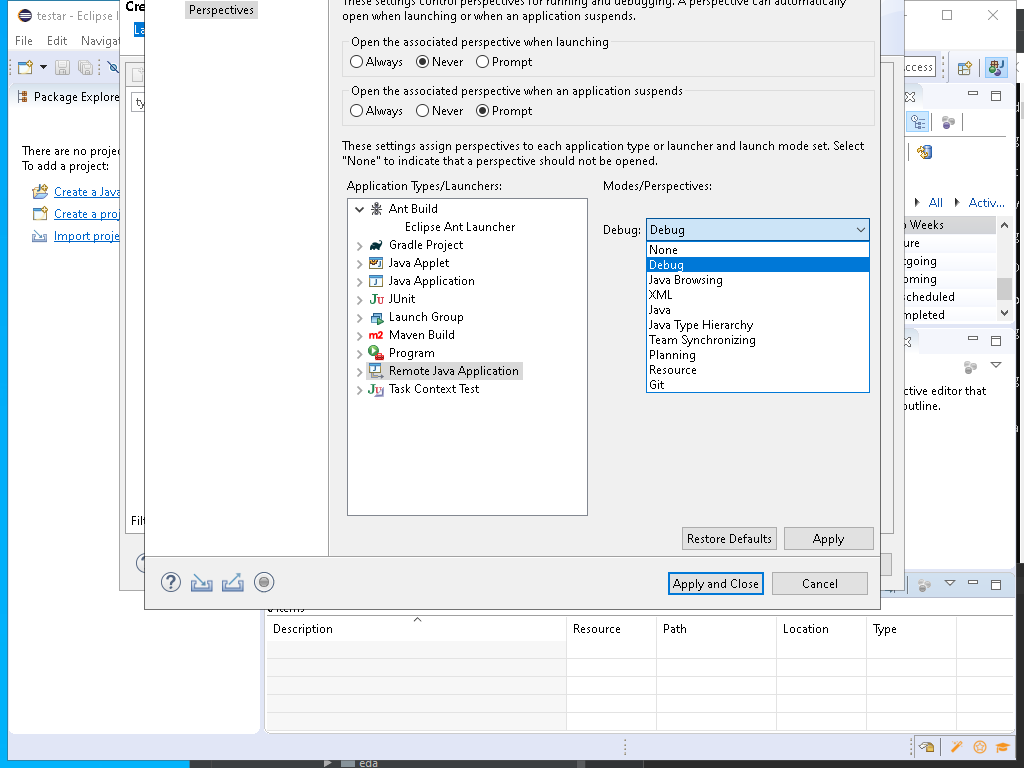 testar - Eclipse I
Cre
Perspectives
These settings control perspectives for running and debugging. A perspective can automatically
open when launching or when an application suspends.
File Edit Navigat
La
Open the associated perspective when launching
Always Never Prompt
ccess
Package Explore
ty
Open the associated perspective when an application suspends
Always Never Prompt
There are no projec
To add a project:
Create a Java
Create a proj
Import proje
These settings assign perspectives to each application type or launcher and launch mode set. Select
"None" to indicate that a perspective should not be opened.
Application Types/Launchers:
Modes/Perspectives:
Ant Build
Eclipse Ant Launcher
Gradle Project
Java Applet
Java Application
JUnit
Launch Group
Maven Build
Program
Remote Java Application
Task Context Test
Debug: Debug
None
Debug
Java Browsing
XML
Java
Java Type Hierarchy
Team Synchronizing
Planning
Resource
Git
All Activ...
Weeks
ure
tgoing
oming
scheduled
mpleted
ctive editor that
outline.
Filt
Restore Defaults Apply
Apply and Close Cancel
items
Description Resource Path Location Type
eda